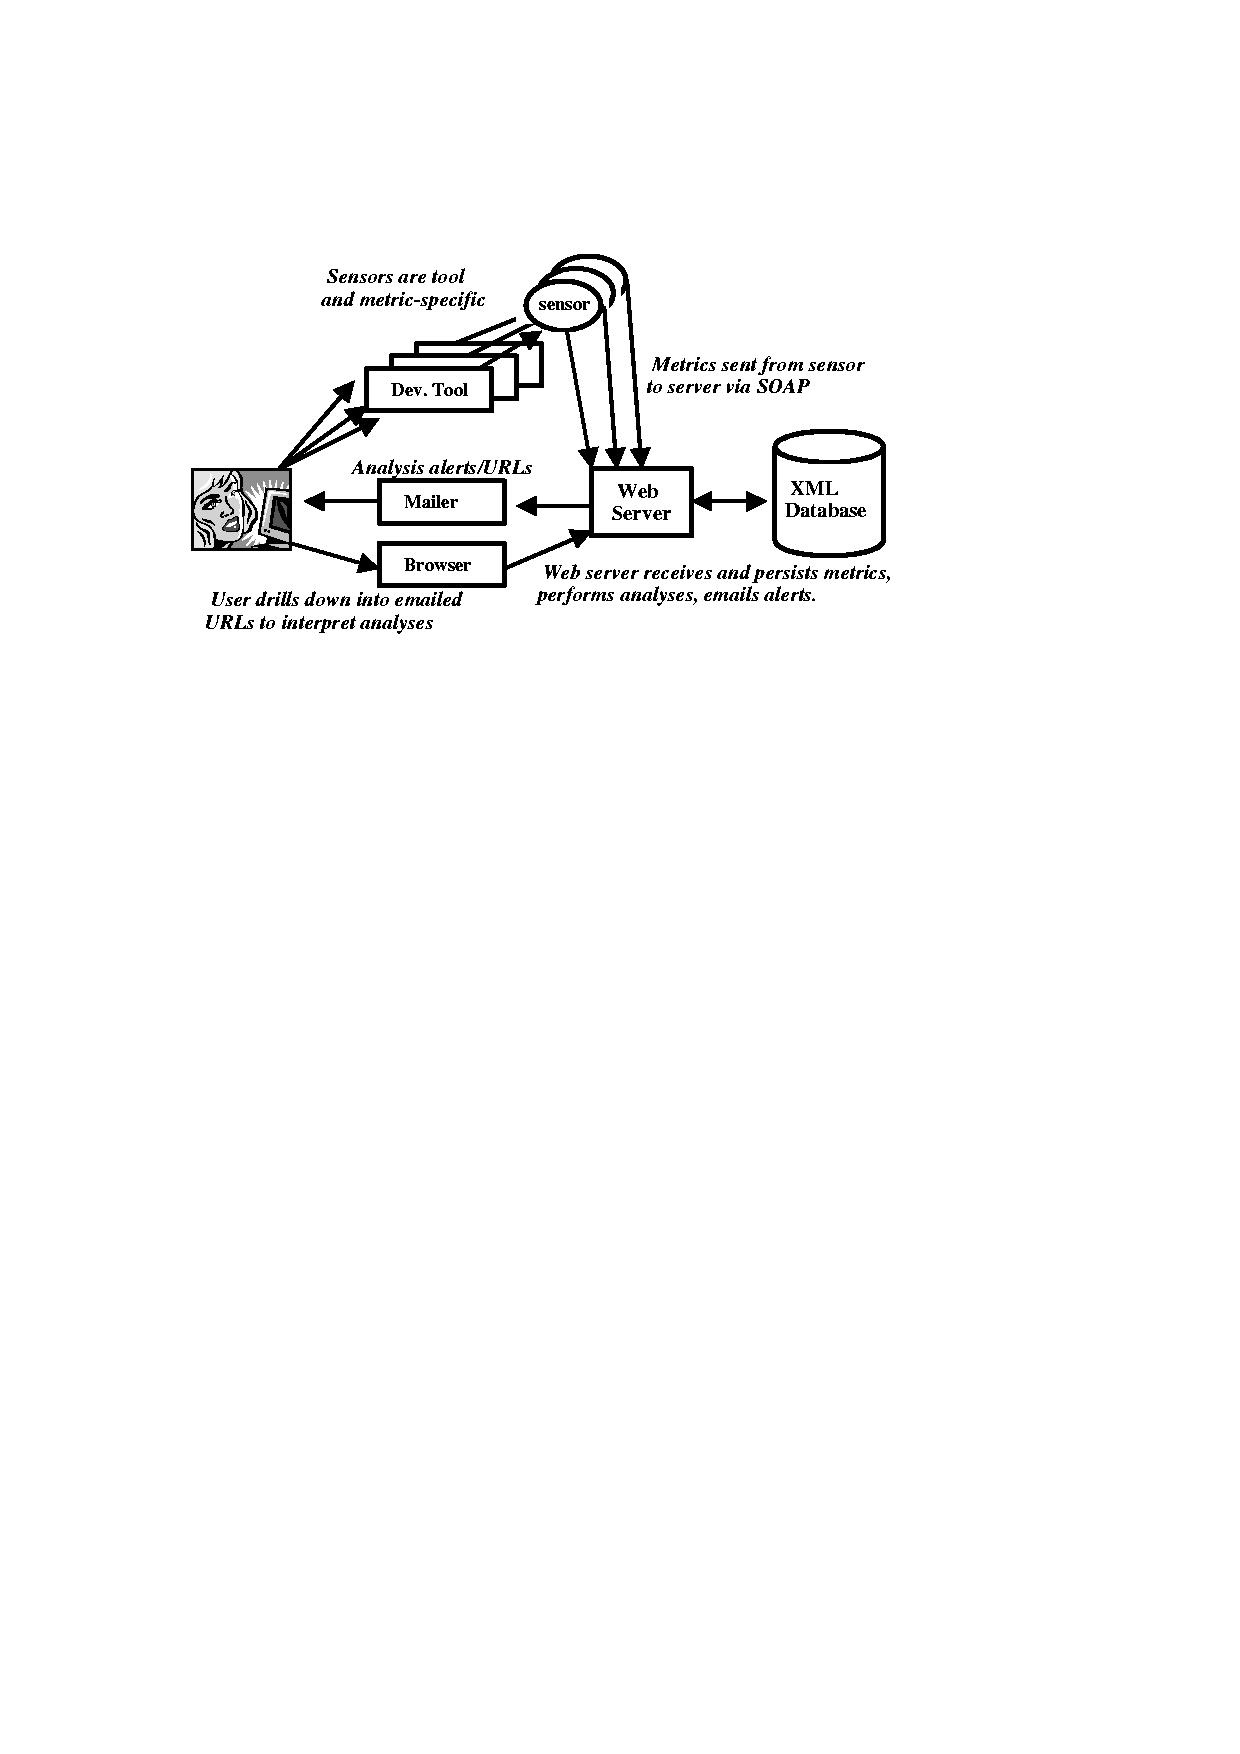 Sensors are tool
and metric-specific
sensor
Metrics sent from sensor
to server via SOAP
Dev. Tool
Analysis alerts/URLs
Mailer
Web
Server
XML
Database
Browser
Web server receives and persists metrics,
performs analyses, emails alerts.
User drills down into emailed
URLs to interpret analyses